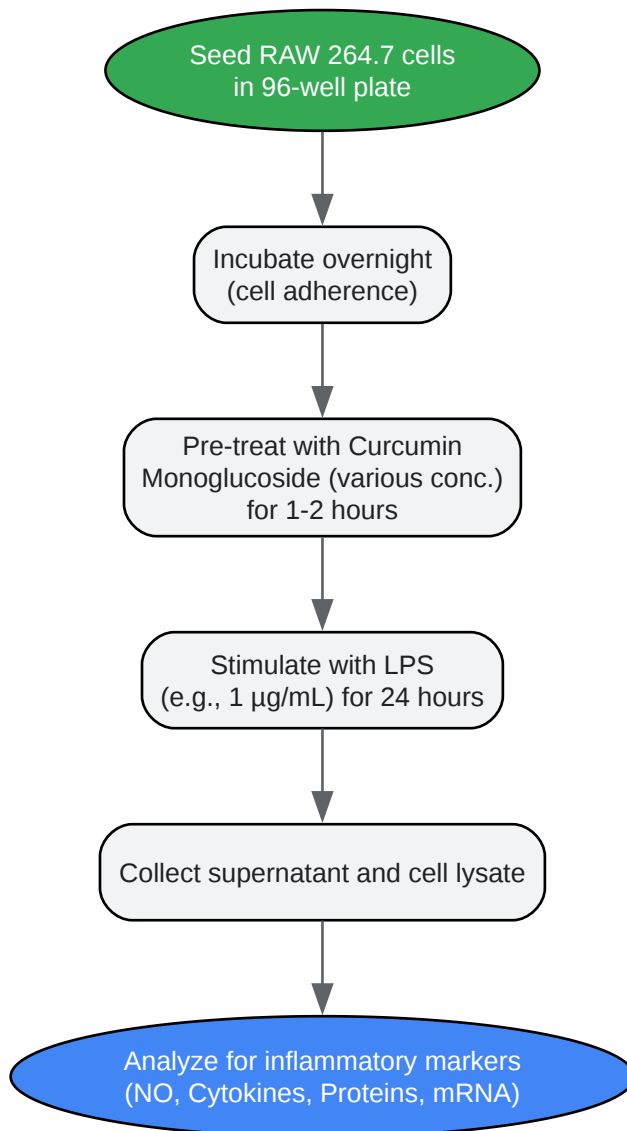 Seed RAW 264.7 cells
in 96-well plate
Incubate overnight
(cell adherence)
Pre-treat with Curcumin
Monoglucoside (various conc.)
for 1-2 hours
Stimulate with LPS
(e.g., 1 µg/mL) for 24 hours
Collect supernatant and cell lysate
Analyze for inflammatory markers
(NO, Cytokines, Proteins, mRNA)